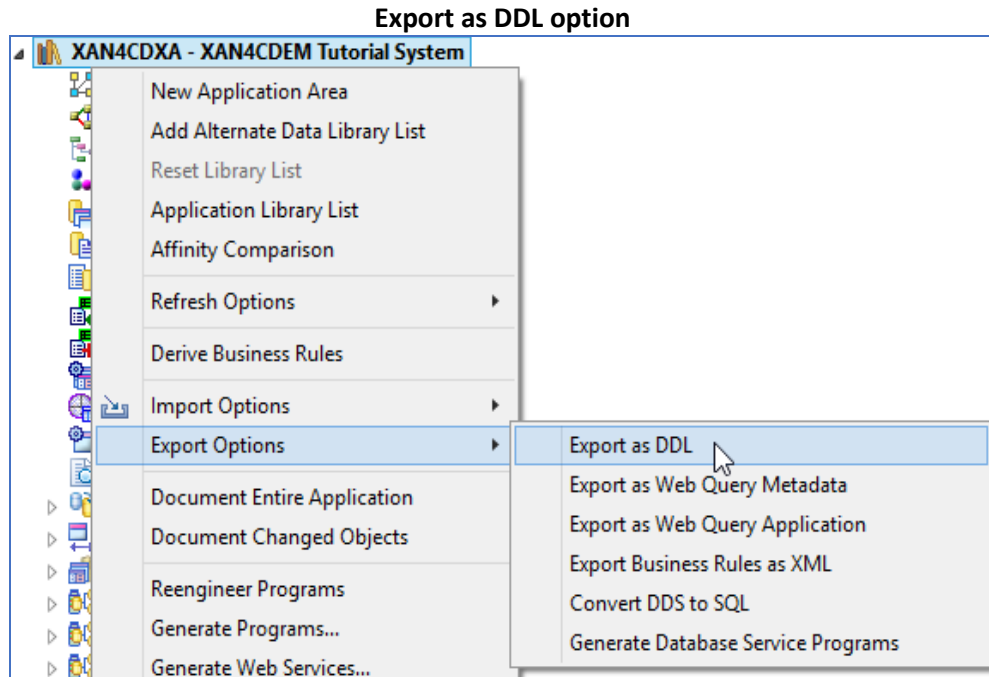 Export as DDL option
XAN4CDXA - XAN4CDEM Tutorial System
New Application Area
Add Alternate Data Library List
Reset Library List
Application Library List
Affinity Comparison
Refresh Options
Derive Business Rules
Import Options
Export Options
Export as DDL
Export as Web Query Metadata
Export as Web Query Application
Export Business Rules as XML
Convert DDS to SQL
Generate Database Service Programs
Document Entire Application
Document Changed Objects
Reengineer Programs
Generate Programs...
Generate Web Services...